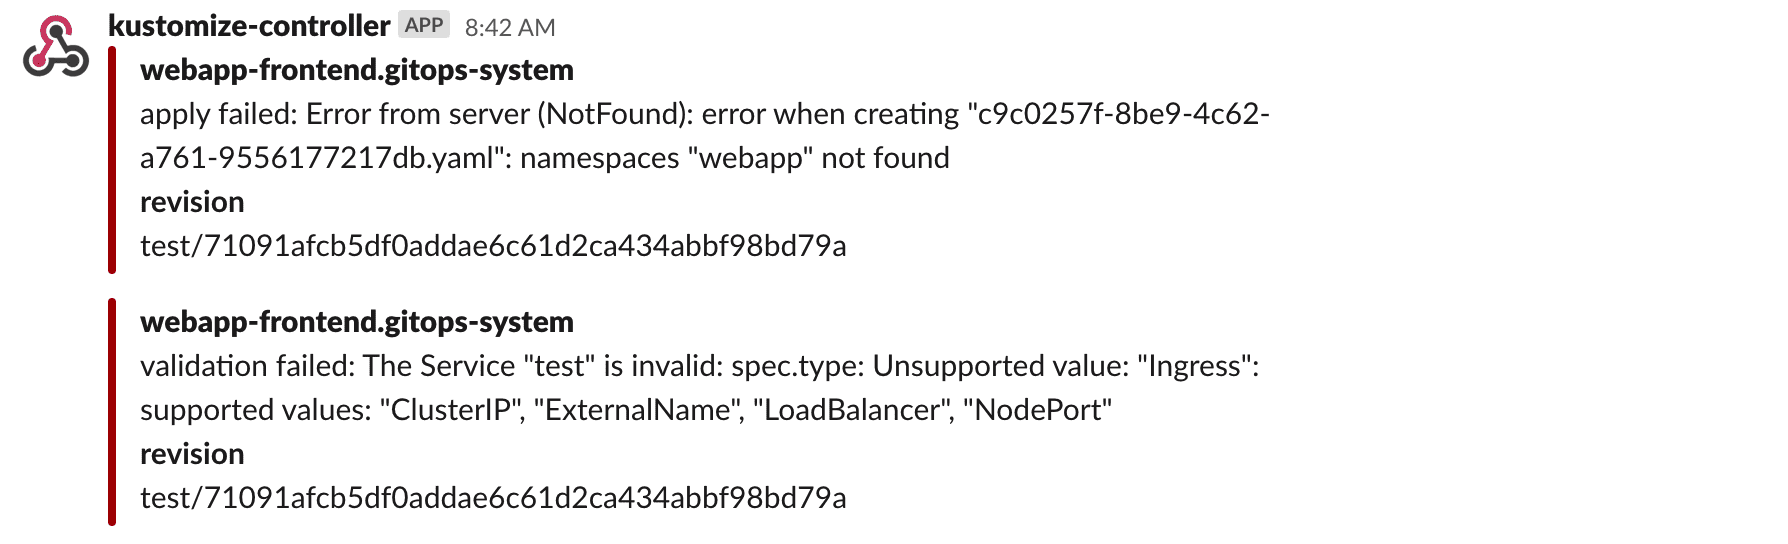 kustomize-controller APP 8:42 AM
webapp-frontend.gitops-system
apply failed: Error from server (NotFound): error when creating "c9c0257f-8be9-4c62-
a761-9556177217db.yaml": namespaces "webapp" not found
revision
test/71091afcb5df0addae6c61d2ca434abbf98bd79a
webapp-frontend.gitops-system
validation failed: The Service "test" is invalid: spec.type: Unsupported value: "Ingress":
supported values: "ClusterIP", "ExternalName", "LoadBalancer", "NodePort"
revision
test/71091afcb5df0addae6c61d2ca434abbf98bd79a